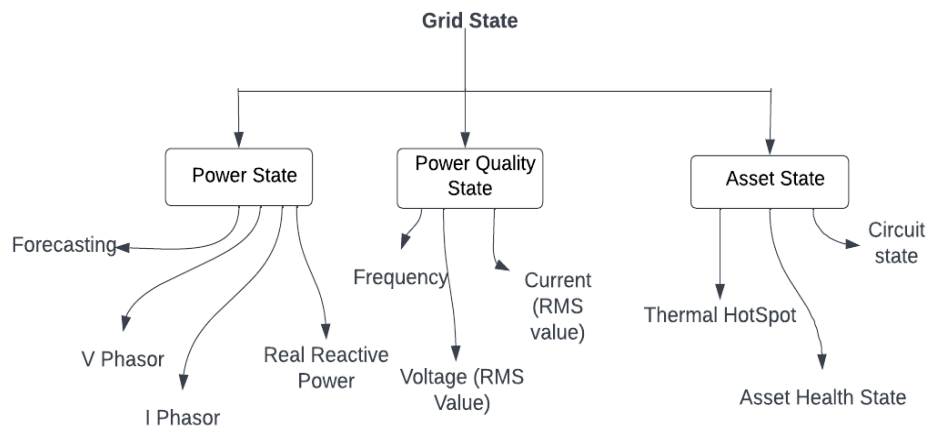 Grid State
Power State
Power Quality
State
Asset State
Forecasting
V Phasor
I Phasor
Real Reactive
Power
Frequency
Voltage (RMS
Value)
Current
(RMS
value)
Thermal HotSpot
Asset Health State
Circuit
state